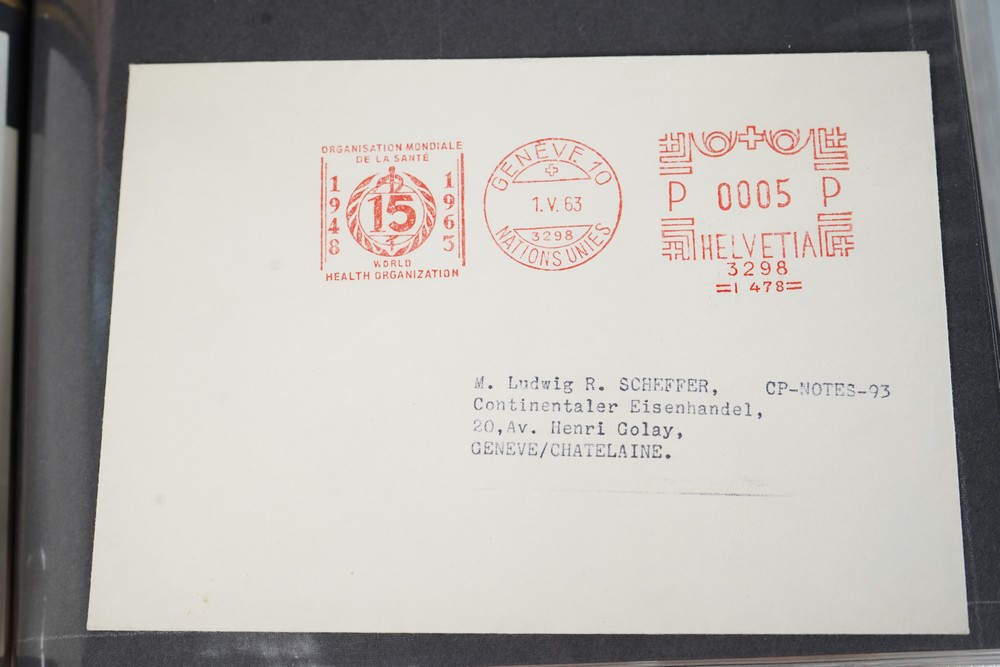 ORGANISATION MONDIALE
DE LA SANTÉ
1948
15
1963
WORLD
HEALTH ORGANIZATION
GENÈVE 10
1.V.63
3298
NATIONS UNIES
P 0005 P
HELVETIA
3298
=1 478=
M. Ludwig R. SCHEFFER, CP-NOTES-93
Continentaler Eisenhandel,
20,Av. Henri Golay,
GENEVE/CHATELAINE.